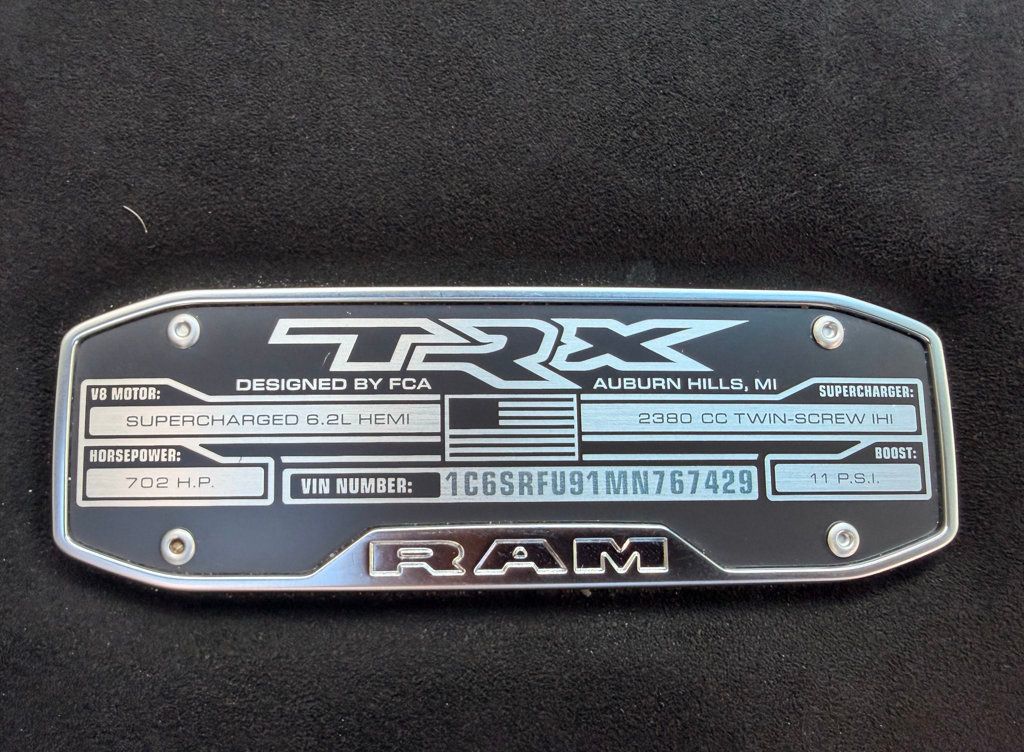 TRX
DESIGNED BY FCA AUBURN HILLS, MI
V8 MOTOR: SUPERCHARGER:
SUPERCHARGED 6.2L HEMI 2380 CC TWIN-SCREW IHI
HORSEPOWER: BOOST:
702 H.P. VIN NUMBER: 1C6SRFU91MN767429 11 P.S.I.
RAM